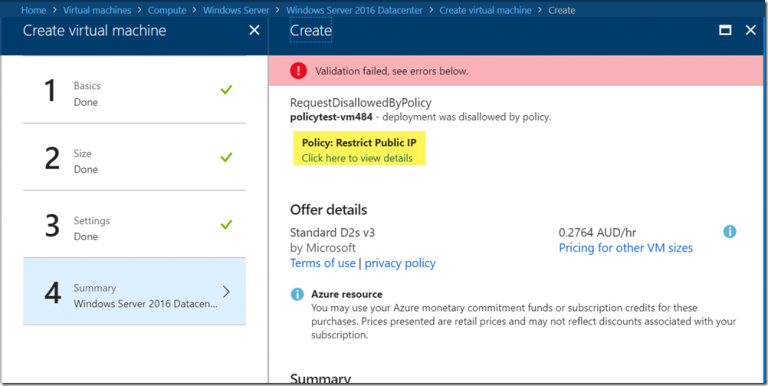 Home > Virtual machines > Compute > Windows Server > Windows Server 2016 Datacenter > Create virtual machine > Create
Create virtual machine
1
Basics
Done
2
Size
Done
3
Settings
Done
4
Summary
Windows Server 2016 Datacen...
Create
Validation failed, see errors below.
RequestDisallowedByPolicy
policytest-vm484 - deployment was disallowed by policy.
Policy: Restrict Public IP
Click here to view details
Offer details
Standard D2s v3
by Microsoft
Terms of use | privacy policy
0.2764 AUD/hr
Pricing for other VM sizes
Azure resource
You may use your Azure monetary commitment funds or subscription credits for these
purchases. Prices presented are retail prices and may not reflect discounts associated with your
subscription.
Summary